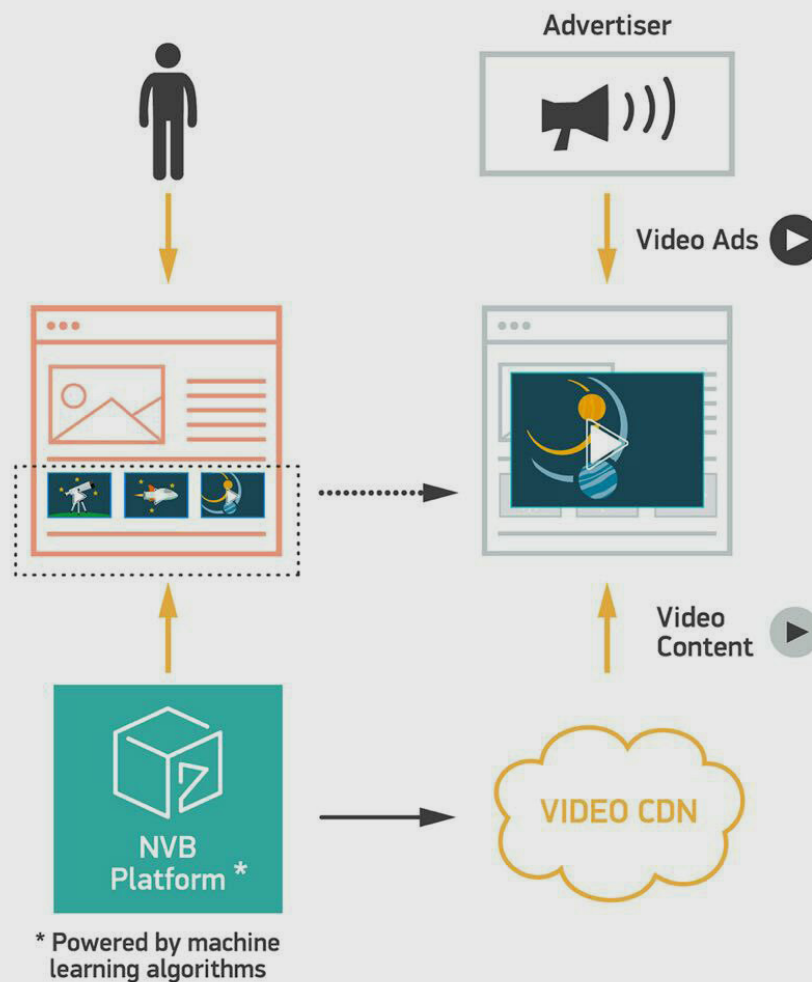 Advertiser
Video Ads
Video
Content
NVB
Platform *
VIDEO CDN
* Powered by machine
learning algorithms